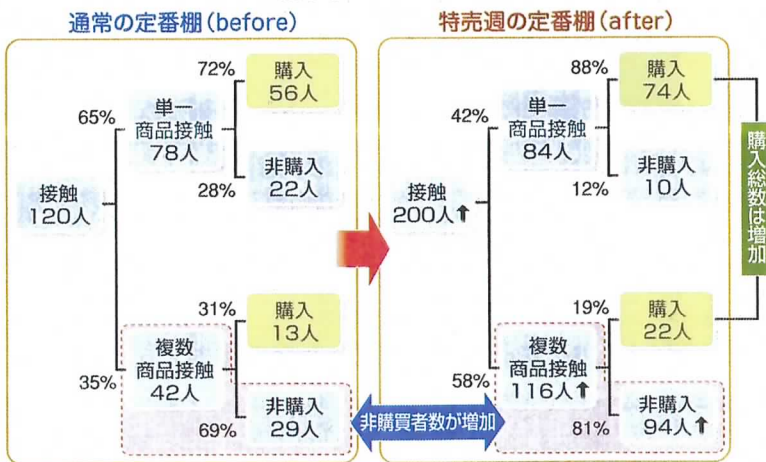 通常の定番棚(before)
接触
120人
65%
単一
商品接触
78人
72%
購入
56人
28%
非購入
22人
35%
複数
商品接触
42人
31%
購入
13人
69%
非購入
29人
特売週の定番棚(after)
接触
200人⬆
42%
単一
商品接触
84人
88%
購入
74人
12%
非購入
10人
58%
複数
商品接触
116人⬆
19%
購入
22人
81%
非購入
94人⬆
購入総数は増加
非購買者数が増加